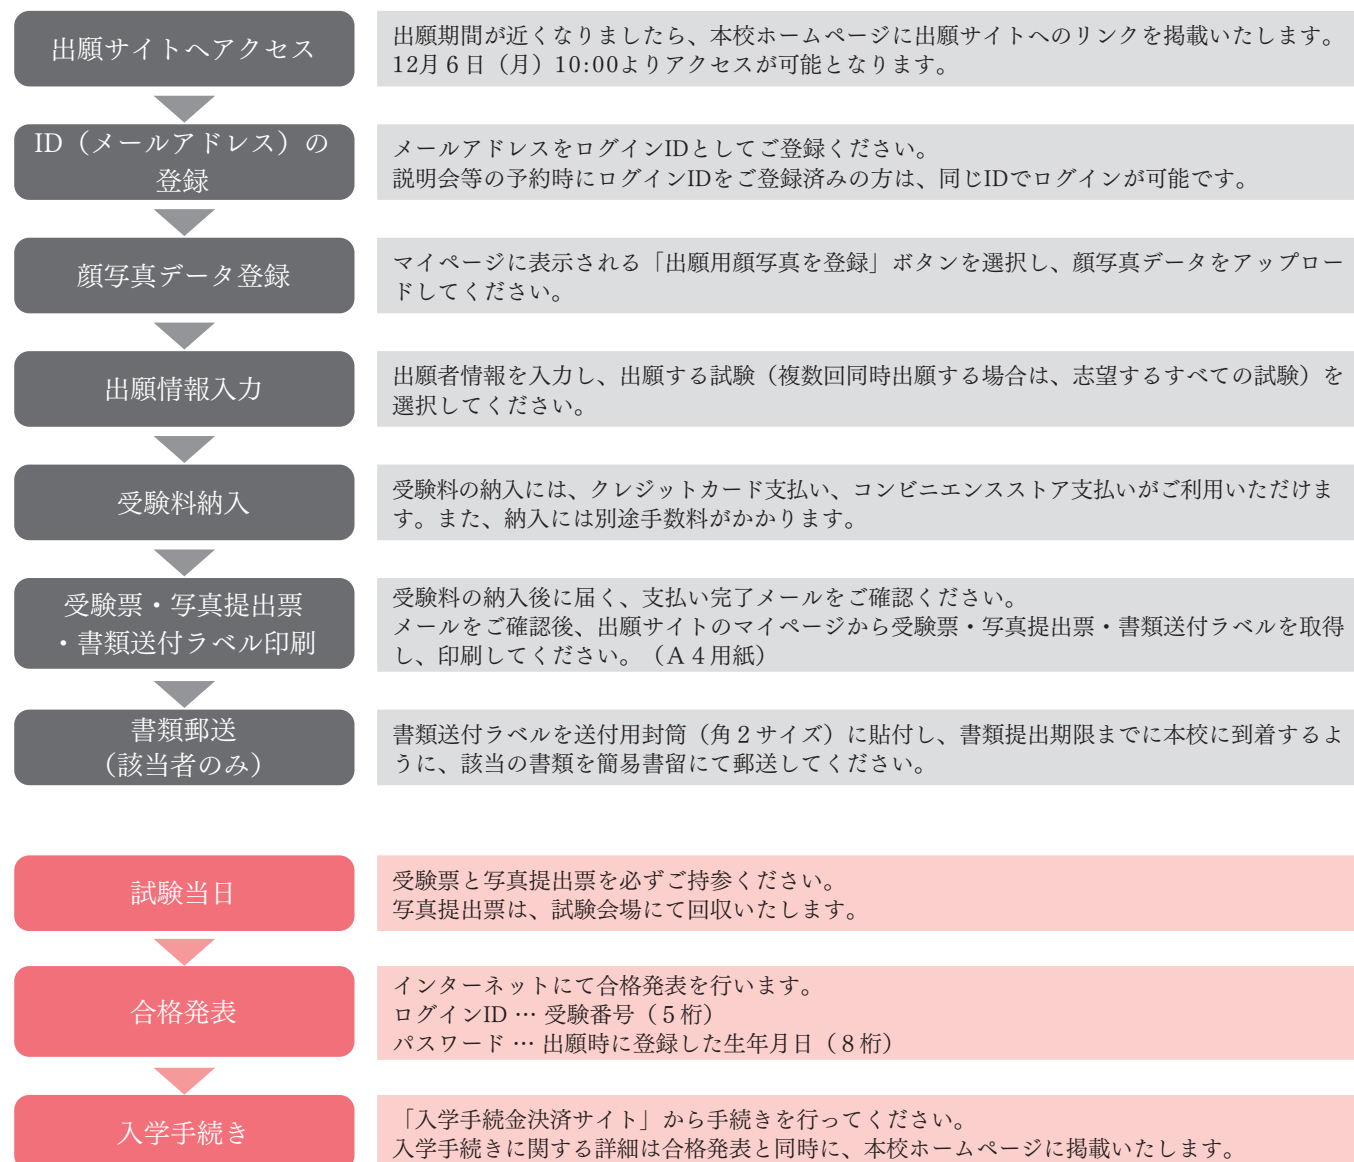 出願サイトへアクセス
出願期間が近くなりましたら、本校ホームページに出願サイトへのリンクを掲載いたします。
12月６日（月）10:00よりアクセスが可能となります。
ID（メールアドレス）の
登録
メールアドレスをログインIDとしてご登録ください。
説明会等の予約時にログインIDをご登録済みの方は、同じIDでログインが可能です。
顔写真データ登録
マイページに表示される「出願用顔写真を登録」ボタンを選択し、顔写真データをアップロー
ドしてください。
出願情報入力
出願者情報を入力し、出願する試験（複数回同時出願する場合は、志望するすべての試験）を
選択してください。
受験料納入
受験料の納入には、クレジットカード支払い、コンビニエンスストア支払いがご利用いただけま
す。また、納入には別途手数料がかかります。
受験票・写真提出票
・書類送付ラベル印刷
受験料の納入後に届く、支払い完了メールをご確認ください。
メールをご確認後、出願サイトのマイページから受験票・写真提出票・書類送付ラベルを取得
し、印刷してください。（Ａ４用紙）
書類郵送
（該当者のみ）
書類送付ラベルを送付用封筒（角２サイズ）に貼付し、書類提出期限までに本校に到着するよ
うに、該当の書類を簡易書留にて郵送してください。
試験当日
受験票と写真提出票を必ずご持参ください。
写真提出票は、試験会場にて回収いたします。
合格発表
インターネットにて合格発表を行います。
ログインID … 受験番号（５桁）
パスワード … 出願時に登録した生年月日（８桁）
入学手続き
「入学手続金決済サイト」から手続きを行ってください。
入学手続きに関する詳細は合格発表と同時に、本校ホームページに掲載いたします。